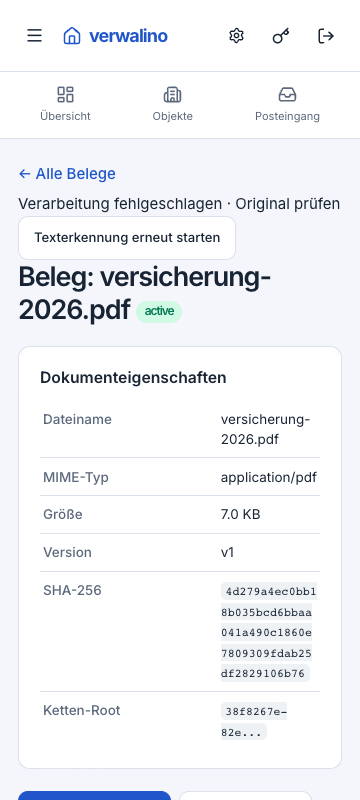 verwalino
Übersicht Objekte Posteingang
← Alle Belege
Verarbeitung fehlgeschlagen · Original prüfen
Texterkennung erneut starten
Beleg: versicherung-
2026.pdf active
Dokumenteigenschaften
Dateiname versicherung-
2026.pdf
MIME-Typ application/pdf
Größe 7.0 KB
Version v1
SHA-256 4d279a4ec0bb1
8b035bcd6bbaa
041a490c1860e
7809309fdab25
df2829106b76
Ketten-Root 38f8267e-
82e...